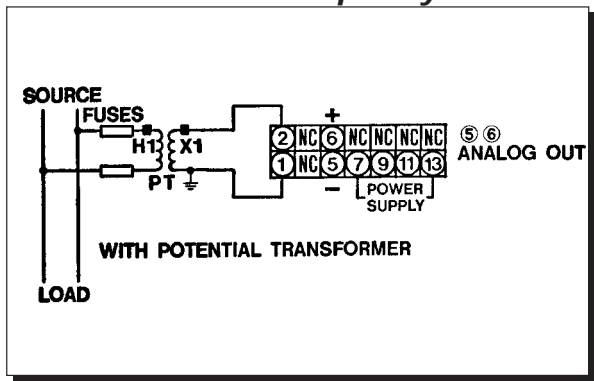 SOURCE
FUSES
H1 X1
PT
+
2 NC 6 NC NC NC NC
1 NC 5 7 9 11 13
−
POWER
SUPPLY
⑤ ⑥
ANALOG OUT
WITH POTENTIAL TRANSFORMER
LOAD